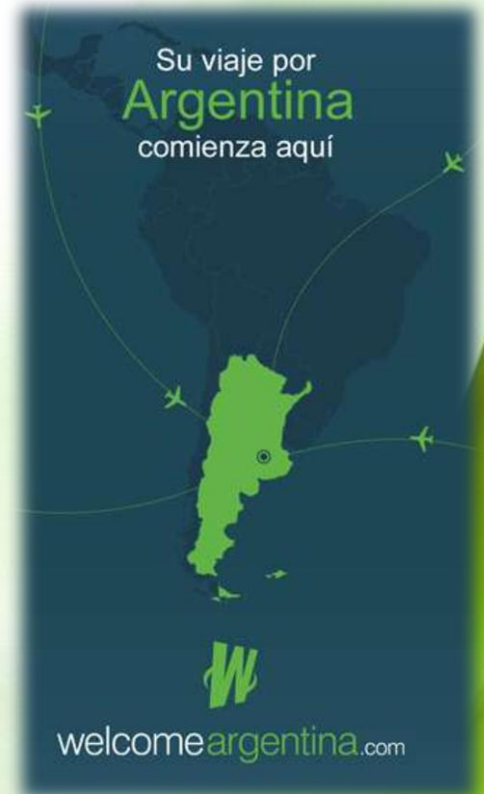 Su viaje por
Argentina
comienza aquí
W
welcomeargentina.com